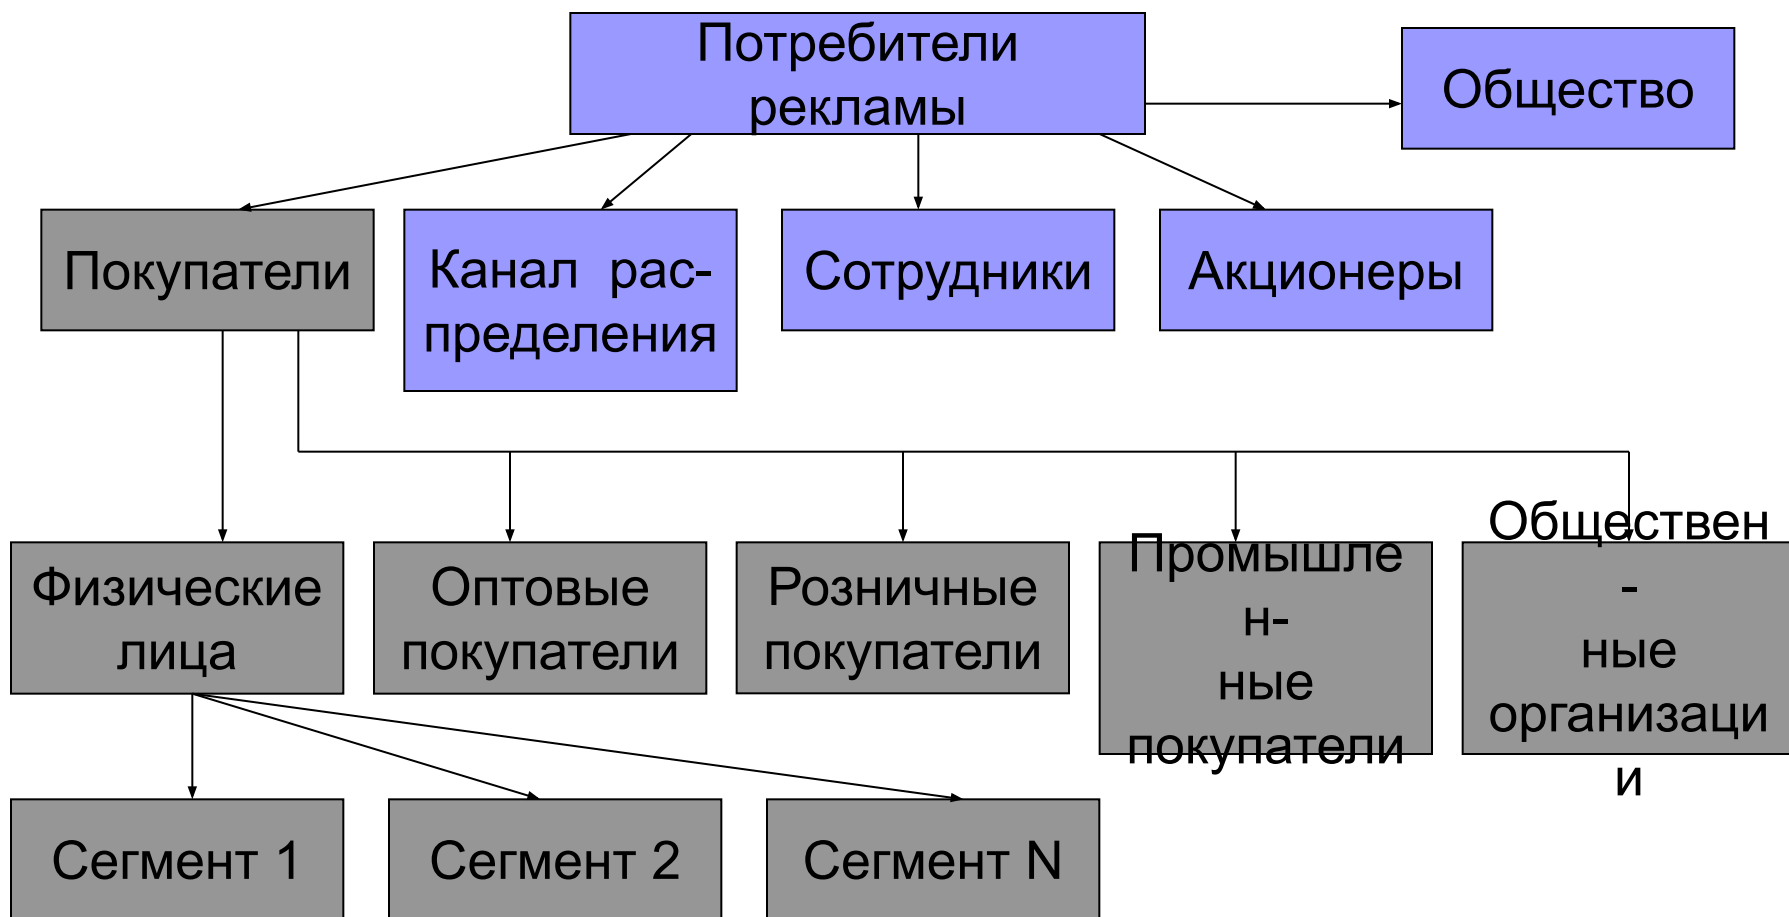 Потребители
рекламы
Общество
Покупатели
Канал рас-
пределения
Сотрудники
Акционеры
Физические
лица
Оптовые
покупатели
Розничные
покупатели
Промышле
н-
ные
покупатели
Обществен
-
ные
организаци
и
Сегмент 1
Сегмент 2
Сегмент N